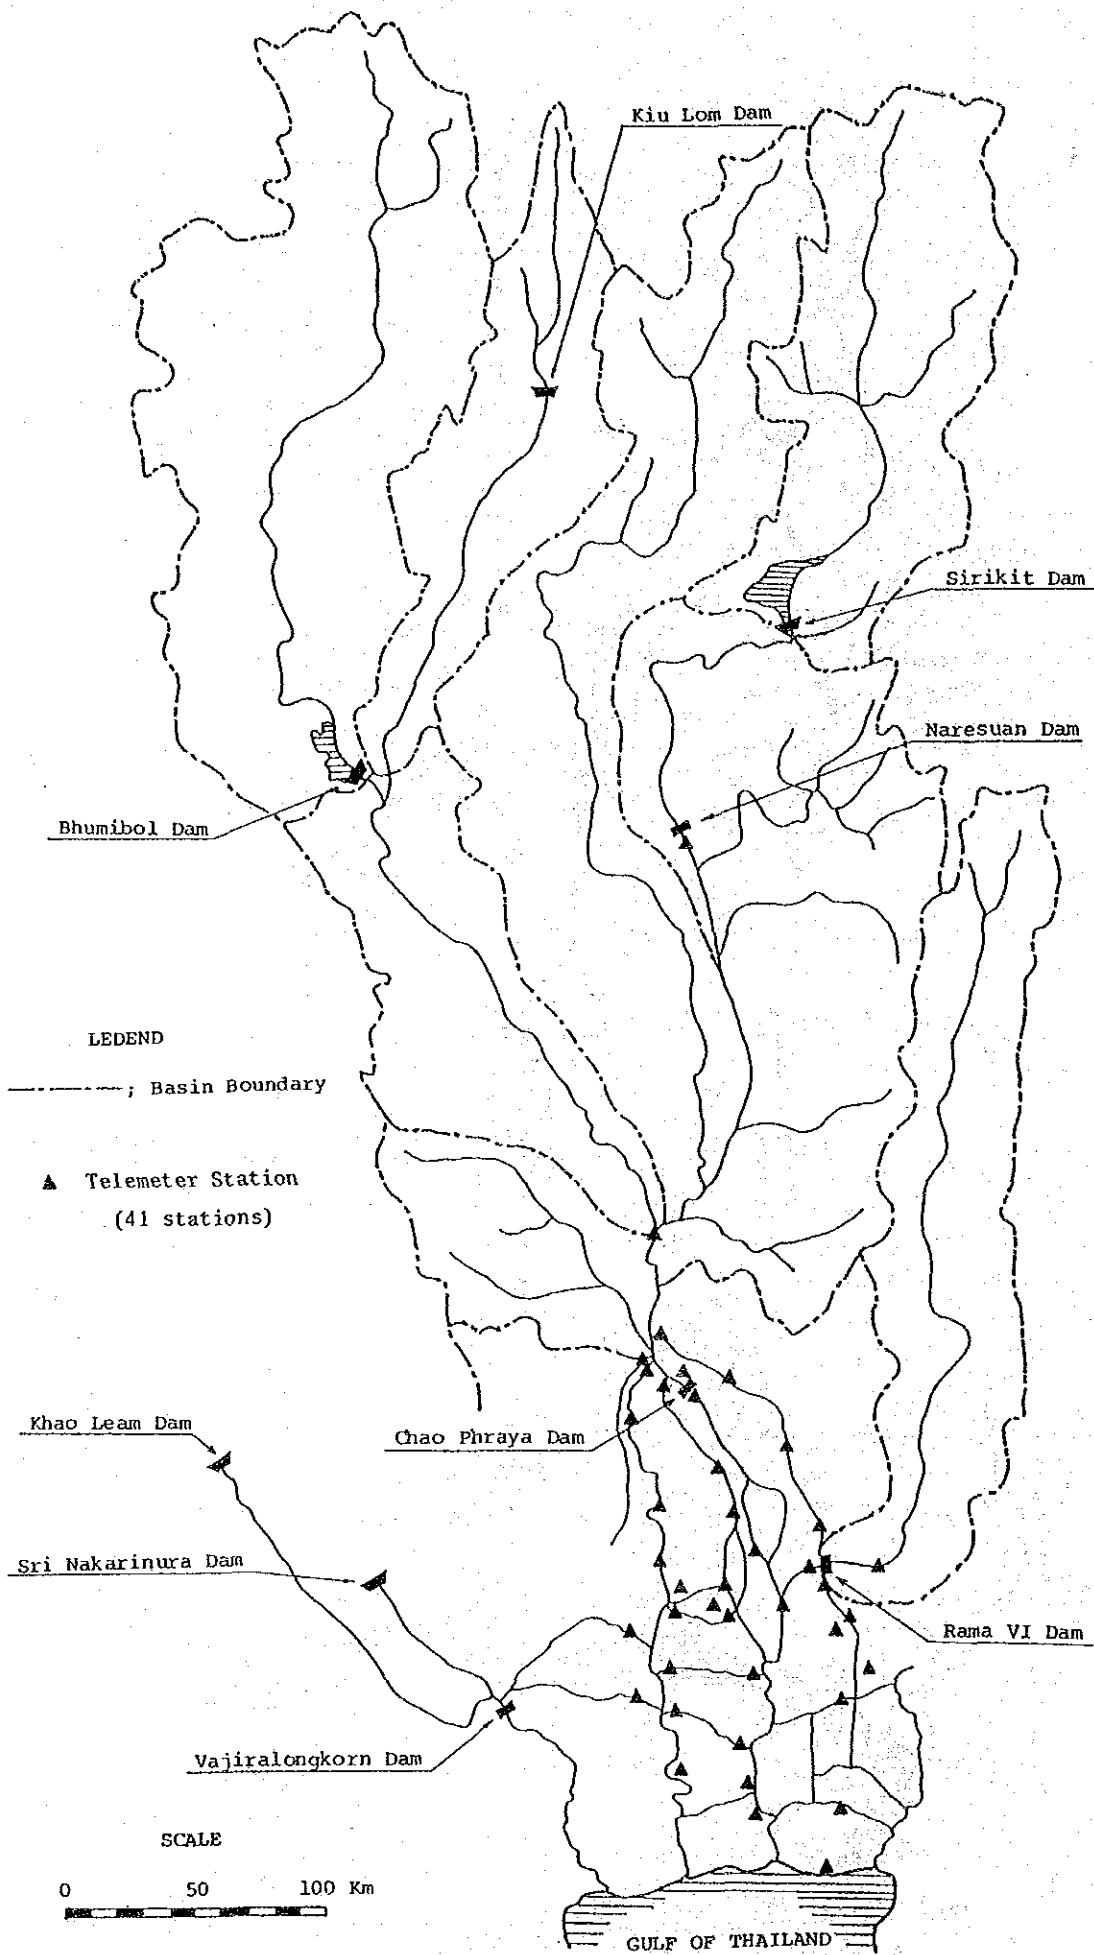 Kiu Lom Dam
Sirikit Dam
Naresuan Dam
Bhumibol Dam
LEDEND
; Basin Boundary
Telemeter Station
(41 stations)
Khao Leam Dam
Chao Phraya Dam
Sri Nakarinura Dam
Rama VI Dam
Vajiralongkorn Dam
SCALE
0 50 100 Km
GULF OF THAILAND